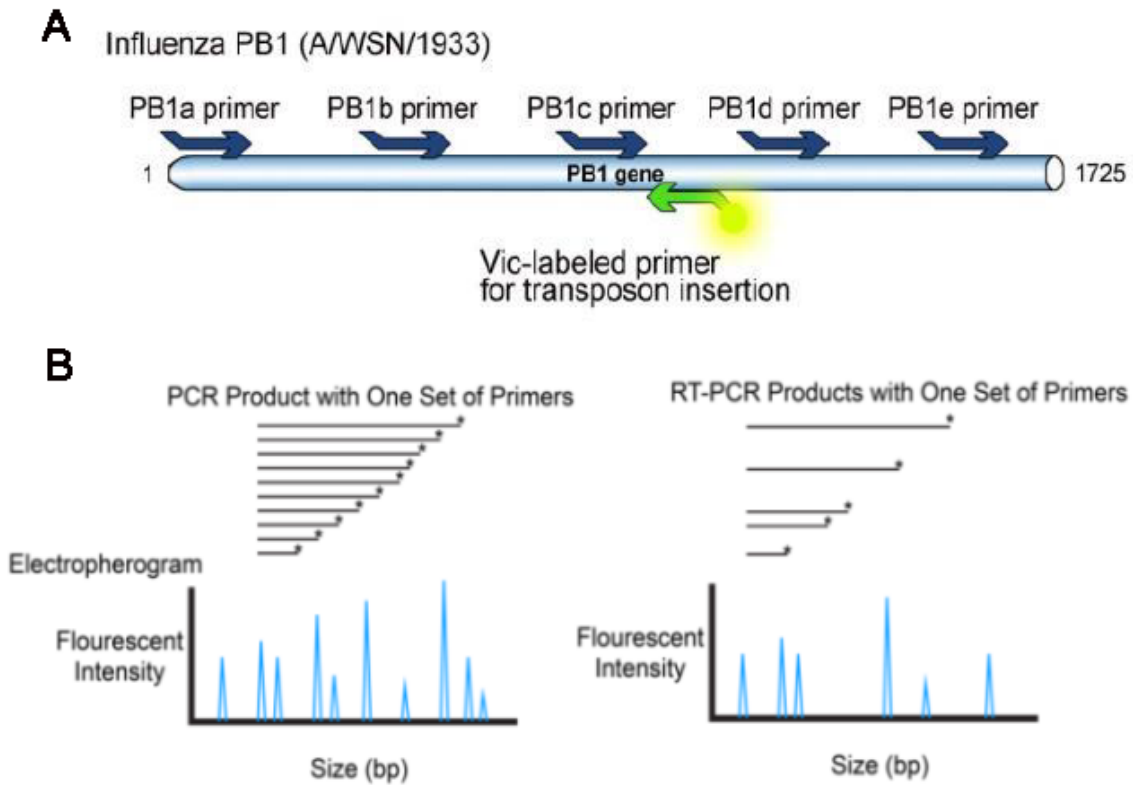 A
Influenza PB1 (A/WSN/1933)
PB1a primer PB1b primer PB1c primer PB1d primer PB1e primer
1 PB1 gene 1725
Vic-labeled primer
for transposon insertion
B
PCR Product with One Set of Primers
RT-PCR Products with One Set of Primers
* * * * * * * * * *
* * * * *
Electropherogram
Flourescent
Intensity
Size (bp)
Flourescent
Intensity
Size (bp)